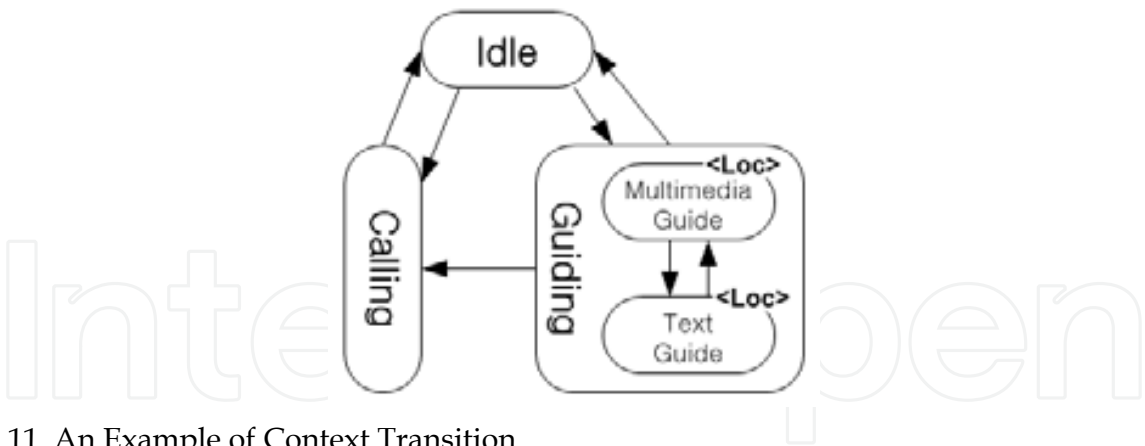 Idle
Calling
Guiding
<Loc>
Multimedia
Guide
<Loc>
Text
Guide
11. An Example of Context Transition